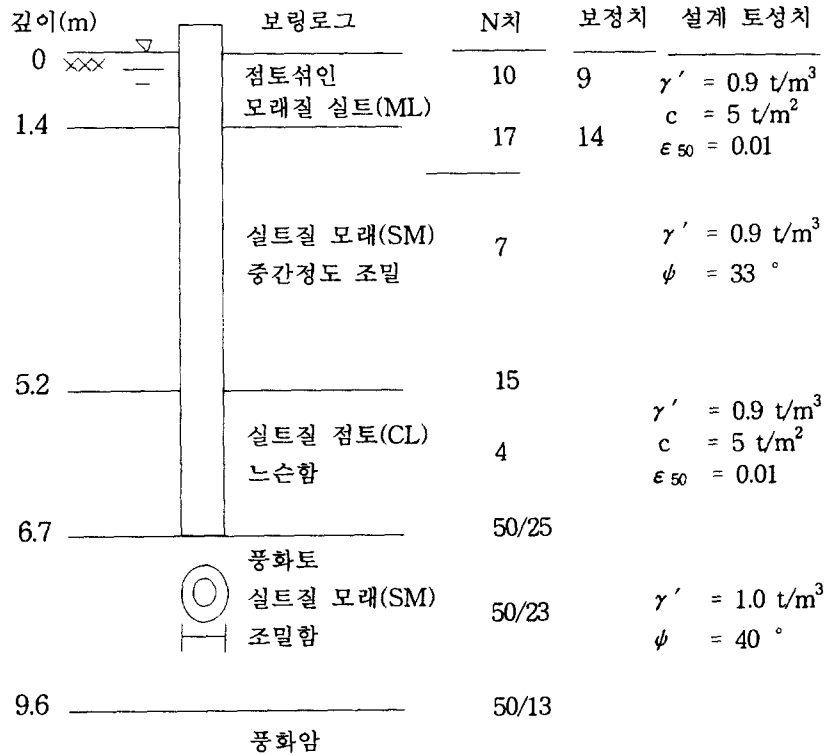 깊이(m) 보링로그 N치 보정치 설계 토성치
0 점토섞인 10 9 γ′ = 0.9 t/m³
모래질 실트(ML) c = 5 t/m²
1.4 17 14 ε₅₀ = 0.01
실트질 모래(SM) 7 γ′ = 0.9 t/m³
중간정도 조밀 ψ = 33 °
5.2 15
γ′ = 0.9 t/m³
실트질 점토(CL) 4 c = 5 t/m²
느슨함 ε₅₀ = 0.01
6.7 50/25
풍화토
실트질 모래(SM) 50/23 γ′ = 1.0 t/m³
조밀함 ψ = 40 °
9.6 50/13
풍화암